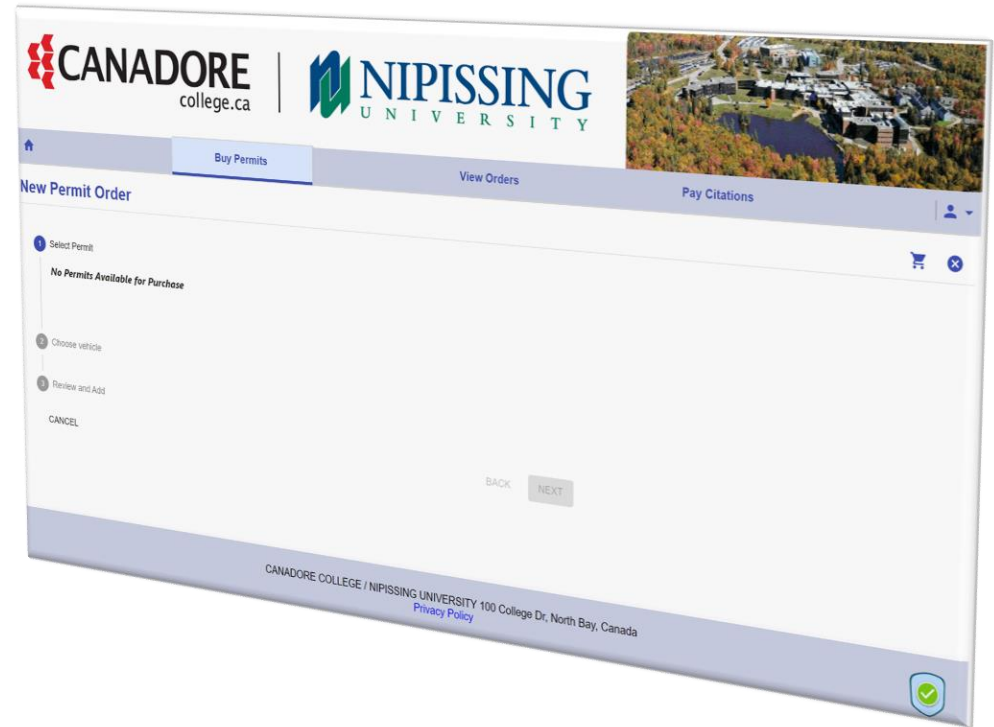 CANADORE
college.ca
NIPISSING
UNIVERSITY
Buy Permits
View Orders
Pay Citations
New Permit Order
1 Select Permit
No Permits Available for Purchase
2 Choose vehicle
3 Review and Add
CANCEL
BACK NEXT
CANADORE COLLEGE / NIPISSING UNIVERSITY 100 College Dr, North Bay, Canada
Privacy Policy